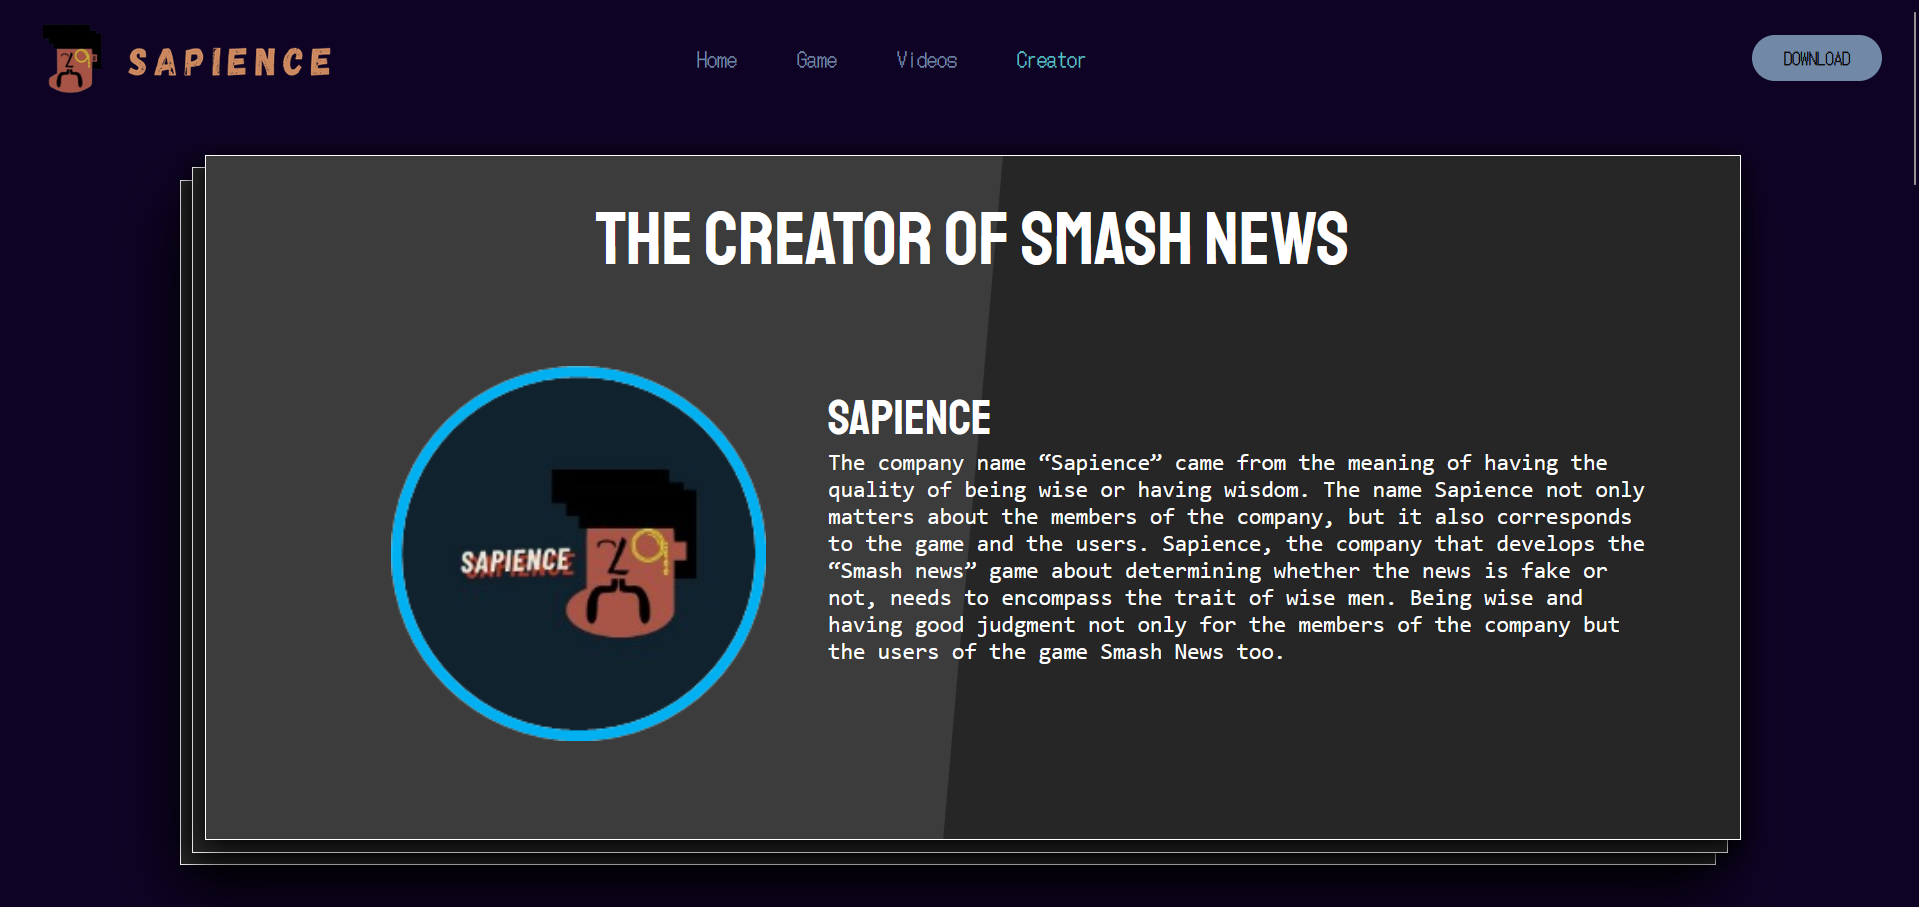 SAPIENCE
Home Game Videos Creator
DOWNLOAD
THE CREATOR OF SMASH NEWS
SAPIENCE
SAPIENCE
The company name “Sapience” came from the meaning of having the
quality of being wise or having wisdom. The name Sapience not only
matters about the members of the company, but it also corresponds
to the game and the users. Sapience, the company that develops the
“Smash news” game about determining whether the news is fake or
not, needs to encompass the trait of wise men. Being wise and
having good judgment not only for the members of the company but
the users of the game Smash News too.